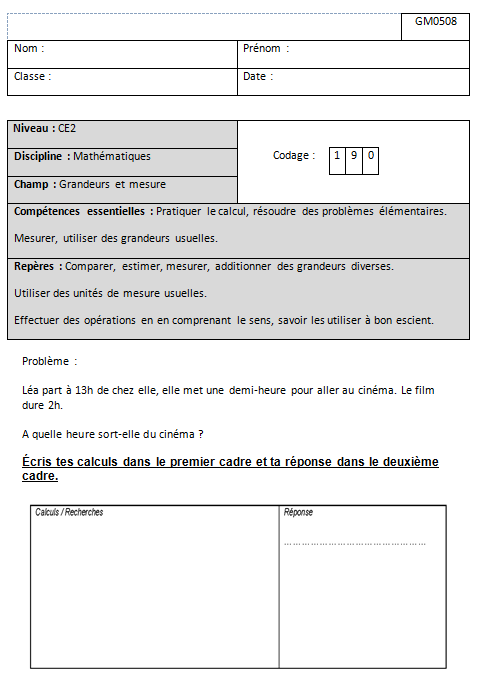 GM0508
Nom :
Prénom :
Classe :
Date :
Niveau : CE2
Discipline : Mathématiques
Codage : 1 9 0
Champ : Grandeurs et mesure
Compétences essentielles : Pratiquer le calcul, résoudre des problèmes élémentaires.
Mesurer, utiliser des grandeurs usuelles.
Repères : Comparer, estimer, mesurer, additionner des grandeurs diverses.
Utiliser des unités de mesure usuelles.
Effectuer des opérations en en comprenant le sens, savoir les utiliser à bon escient.
Problème :
Léa part à 13h de chez elle, elle met une demi-heure pour aller au cinéma. Le film
dure 2h.
A quelle heure sort-elle du cinéma ?
Écris tes calculs dans le premier cadre et ta réponse dans le deuxième
cadre.
Calculs / Recherches
Réponse
……………………………………………